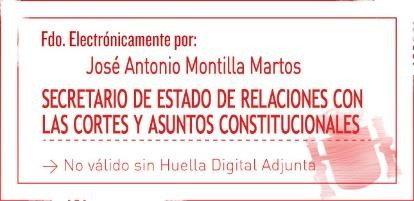 Fdo. Electrónicamente por:
José Antonio Montilla Martos
SECRETARIO DE ESTADO DE RELACIONES CON
LAS CORTES Y ASUNTOS CONSTITUCIONALES
→ No válido sin Huella Digital Adjunta